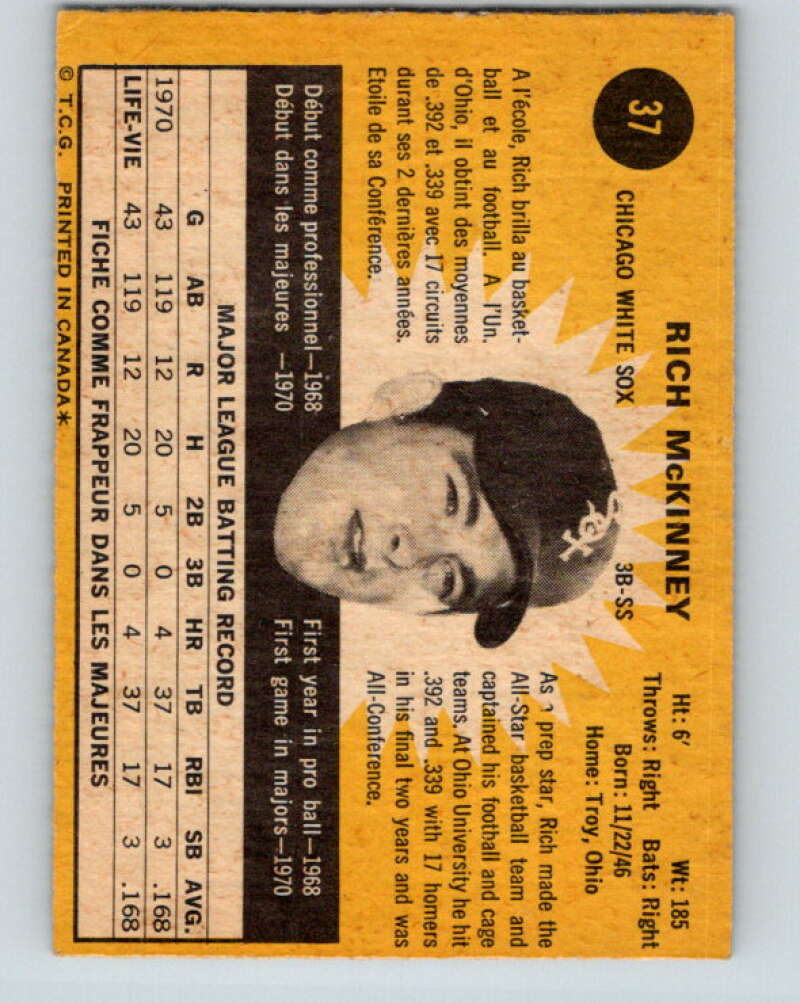 37
RICH McKINNEY
CHICAGO WHITE SOX 3B-SS
Ht: 6' Wt: 185
Throws: Right Bats: Right
Born: 11/22/46
Home: Troy, Ohio
A l'école, Rich brilla au basket-
ball et au football. A l'Un.
d'Ohio, il obtint des moyennes
de .392 et .339 avec 17 circuits
durant ses 2 dernières années.
Etoile de sa Conférence.
As a prep star, Rich made the
All-Star basketball team and
captained his football and cage
teams. At Ohio University he hit
.392 and .339 with 17 homers
in his final two years and was
All-Conference.
Début comme professionnel—1968
Début dans les majeures —1970
First year in pro ball—1968
First game in majors—1970
MAJOR LEAGUE BATTING RECORD
G AB R H 2B 3B HR TB RBI SB AVG.
1970 43 119 12 20 5 0 4 37 17 3 .168
LIFE-VIE 43 119 12 20 5 0 4 37 17 3 .168
FICHE COMME FRAPPEUR DANS LES MAJEURES
© T.C.G. PRINTED IN CANADA*